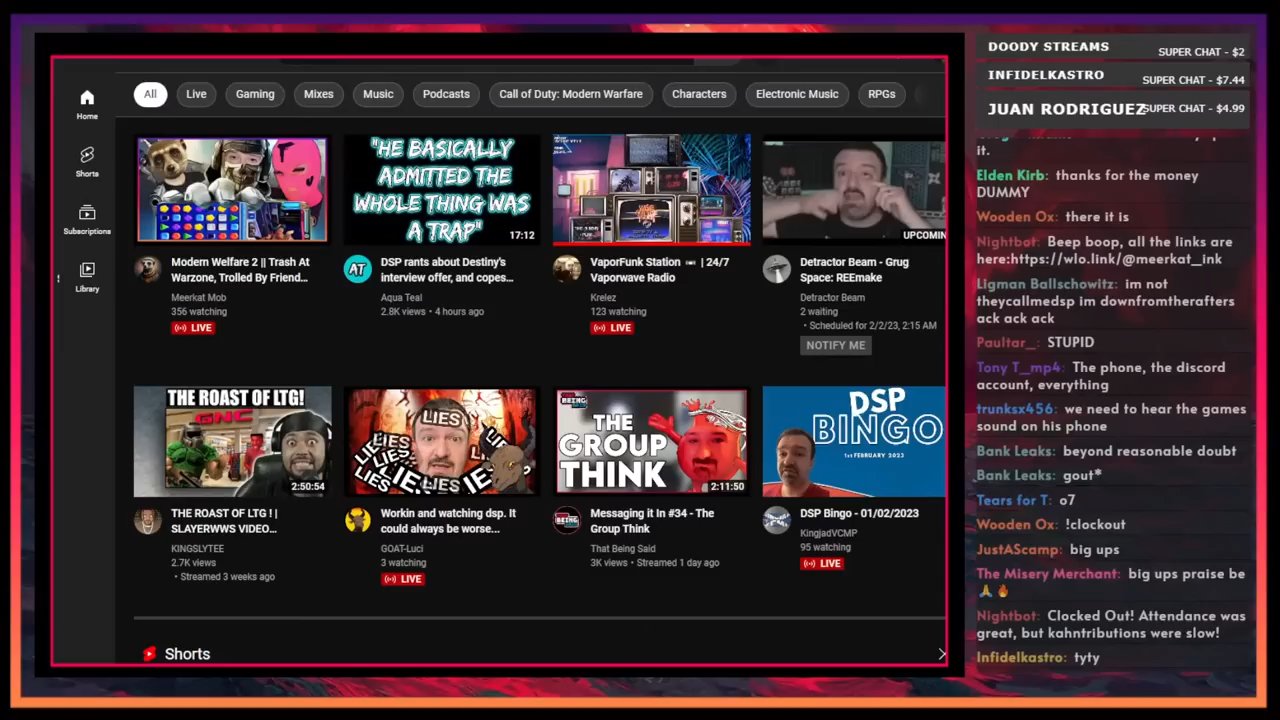 All
Live
Gaming
Mixes
Music
Podcasts
Call of Duty: Modern Warfare
Characters
Electronic Music
RPGs
Home
Shorts
Subscriptions
Library
"HE BASICALLY
ADMITTED THE
WHOLE THING WAS
A TRAP"
17:12
UPCOMIN
Modern Welfare 2 || Trash At
Warzone, Trolled By Friend...
Meerkat Mob
356 watching
LIVE
DSP rants about Destiny's
interview offer, and copes...
Aqua Teal
2.8K views • 4 hours ago
VaporFunk Station 📼 | 24/7
Vaporwave Radio
Krelez
123 watching
LIVE
Detractor Beam - Grug
Space: REEmake
Detractor Beam
2 waiting
• Scheduled for 2/2/23, 2:15 AM
NOTIFY ME
THE ROAST OF LTG!
GNC
2:50:54
LIES
LIES
LIES
LIES
LIES
THE
GROUP
THINK
2:11:50
DSP
BINGO
1st FEBRUARY 2023
THE ROAST OF LTG ! |
SLAYERWWS VIDEO...
KINGSLYTEE
2.7K views
• Streamed 3 weeks ago
Workin and watching dsp. It
could always be worse...
GOAT-Luci
3 watching
LIVE
Messaging it In #34 - The
Group Think
That Being Said
3K views • Streamed 1 day ago
DSP Bingo - 01/02/2023
KingjadVCMP
95 watching
LIVE
Shorts
DOODY STREAMS
SUPER CHAT - $2
INFIDELKASTRO
SUPER CHAT - $7.44
JUAN RODRIGUEZ
SUPER CHAT - $4.99
it.
Elden Kirb: thanks for the money
DUMMY
Wooden Ox: there it is
Nightbot: Beep boop, all the links are
here:https://wlo.link/@meerkat_ink
Ligman Ballschowitz: im not
theycallmedsp im downfromtherafters
ack ack ack
Paultar_: STUPID
Tony T_mp4: The phone, the discord
account, everything
trunksx456: we need to hear the games
sound on his phone
Bank Leaks: beyond reasonable doubt
Bank Leaks: gout*
Tears for T: o7
Wooden Ox: !clockout
JustAScamp: big ups
The Misery Merchant: big ups praise be
🙏🔥
Nightbot: Clocked Out! Attendance was
great, but kahntributions were slow!
Infidelkastro: tyty